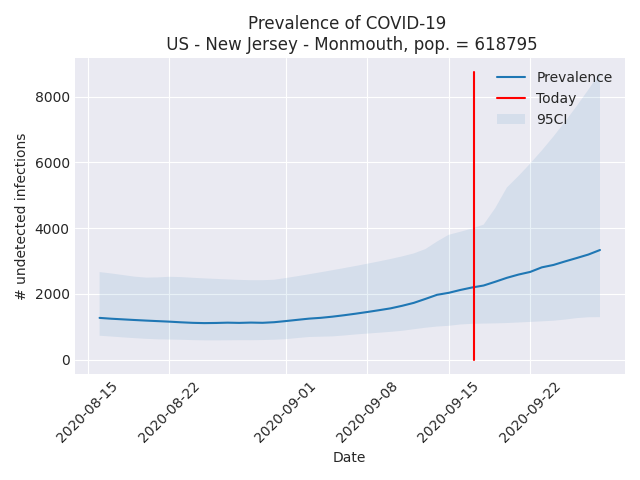 Prevalence of COVID-19
US - New Jersey - Monmouth, pop. = 618795
Prevalence
Today
95CI
8000
6000
4000
2000
0
# undetected infections
2020-08-15
2020-08-22
2020-09-01
2020-09-08
2020-09-15
2020-09-22
Date